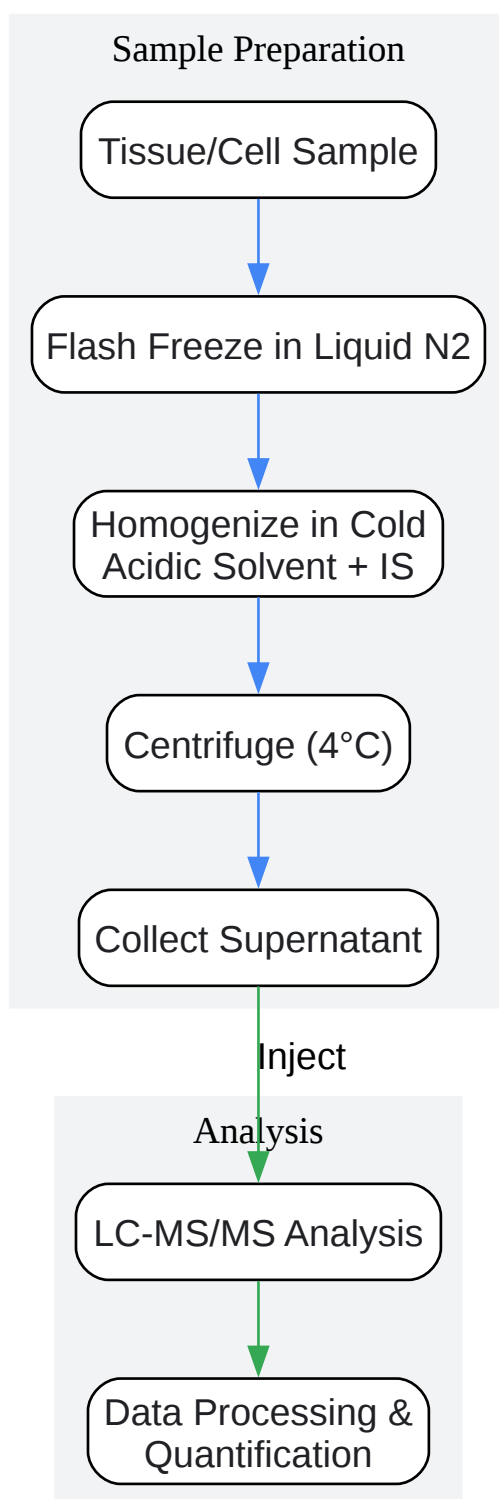 Sample Preparation
Tissue/Cell Sample
Flash Freeze in Liquid N2
Homogenize in Cold
Acidic Solvent + IS
Centrifuge (4°C)
Collect Supernatant
Inject
Analysis
LC-MS/MS Analysis
Data Processing &
Quantification